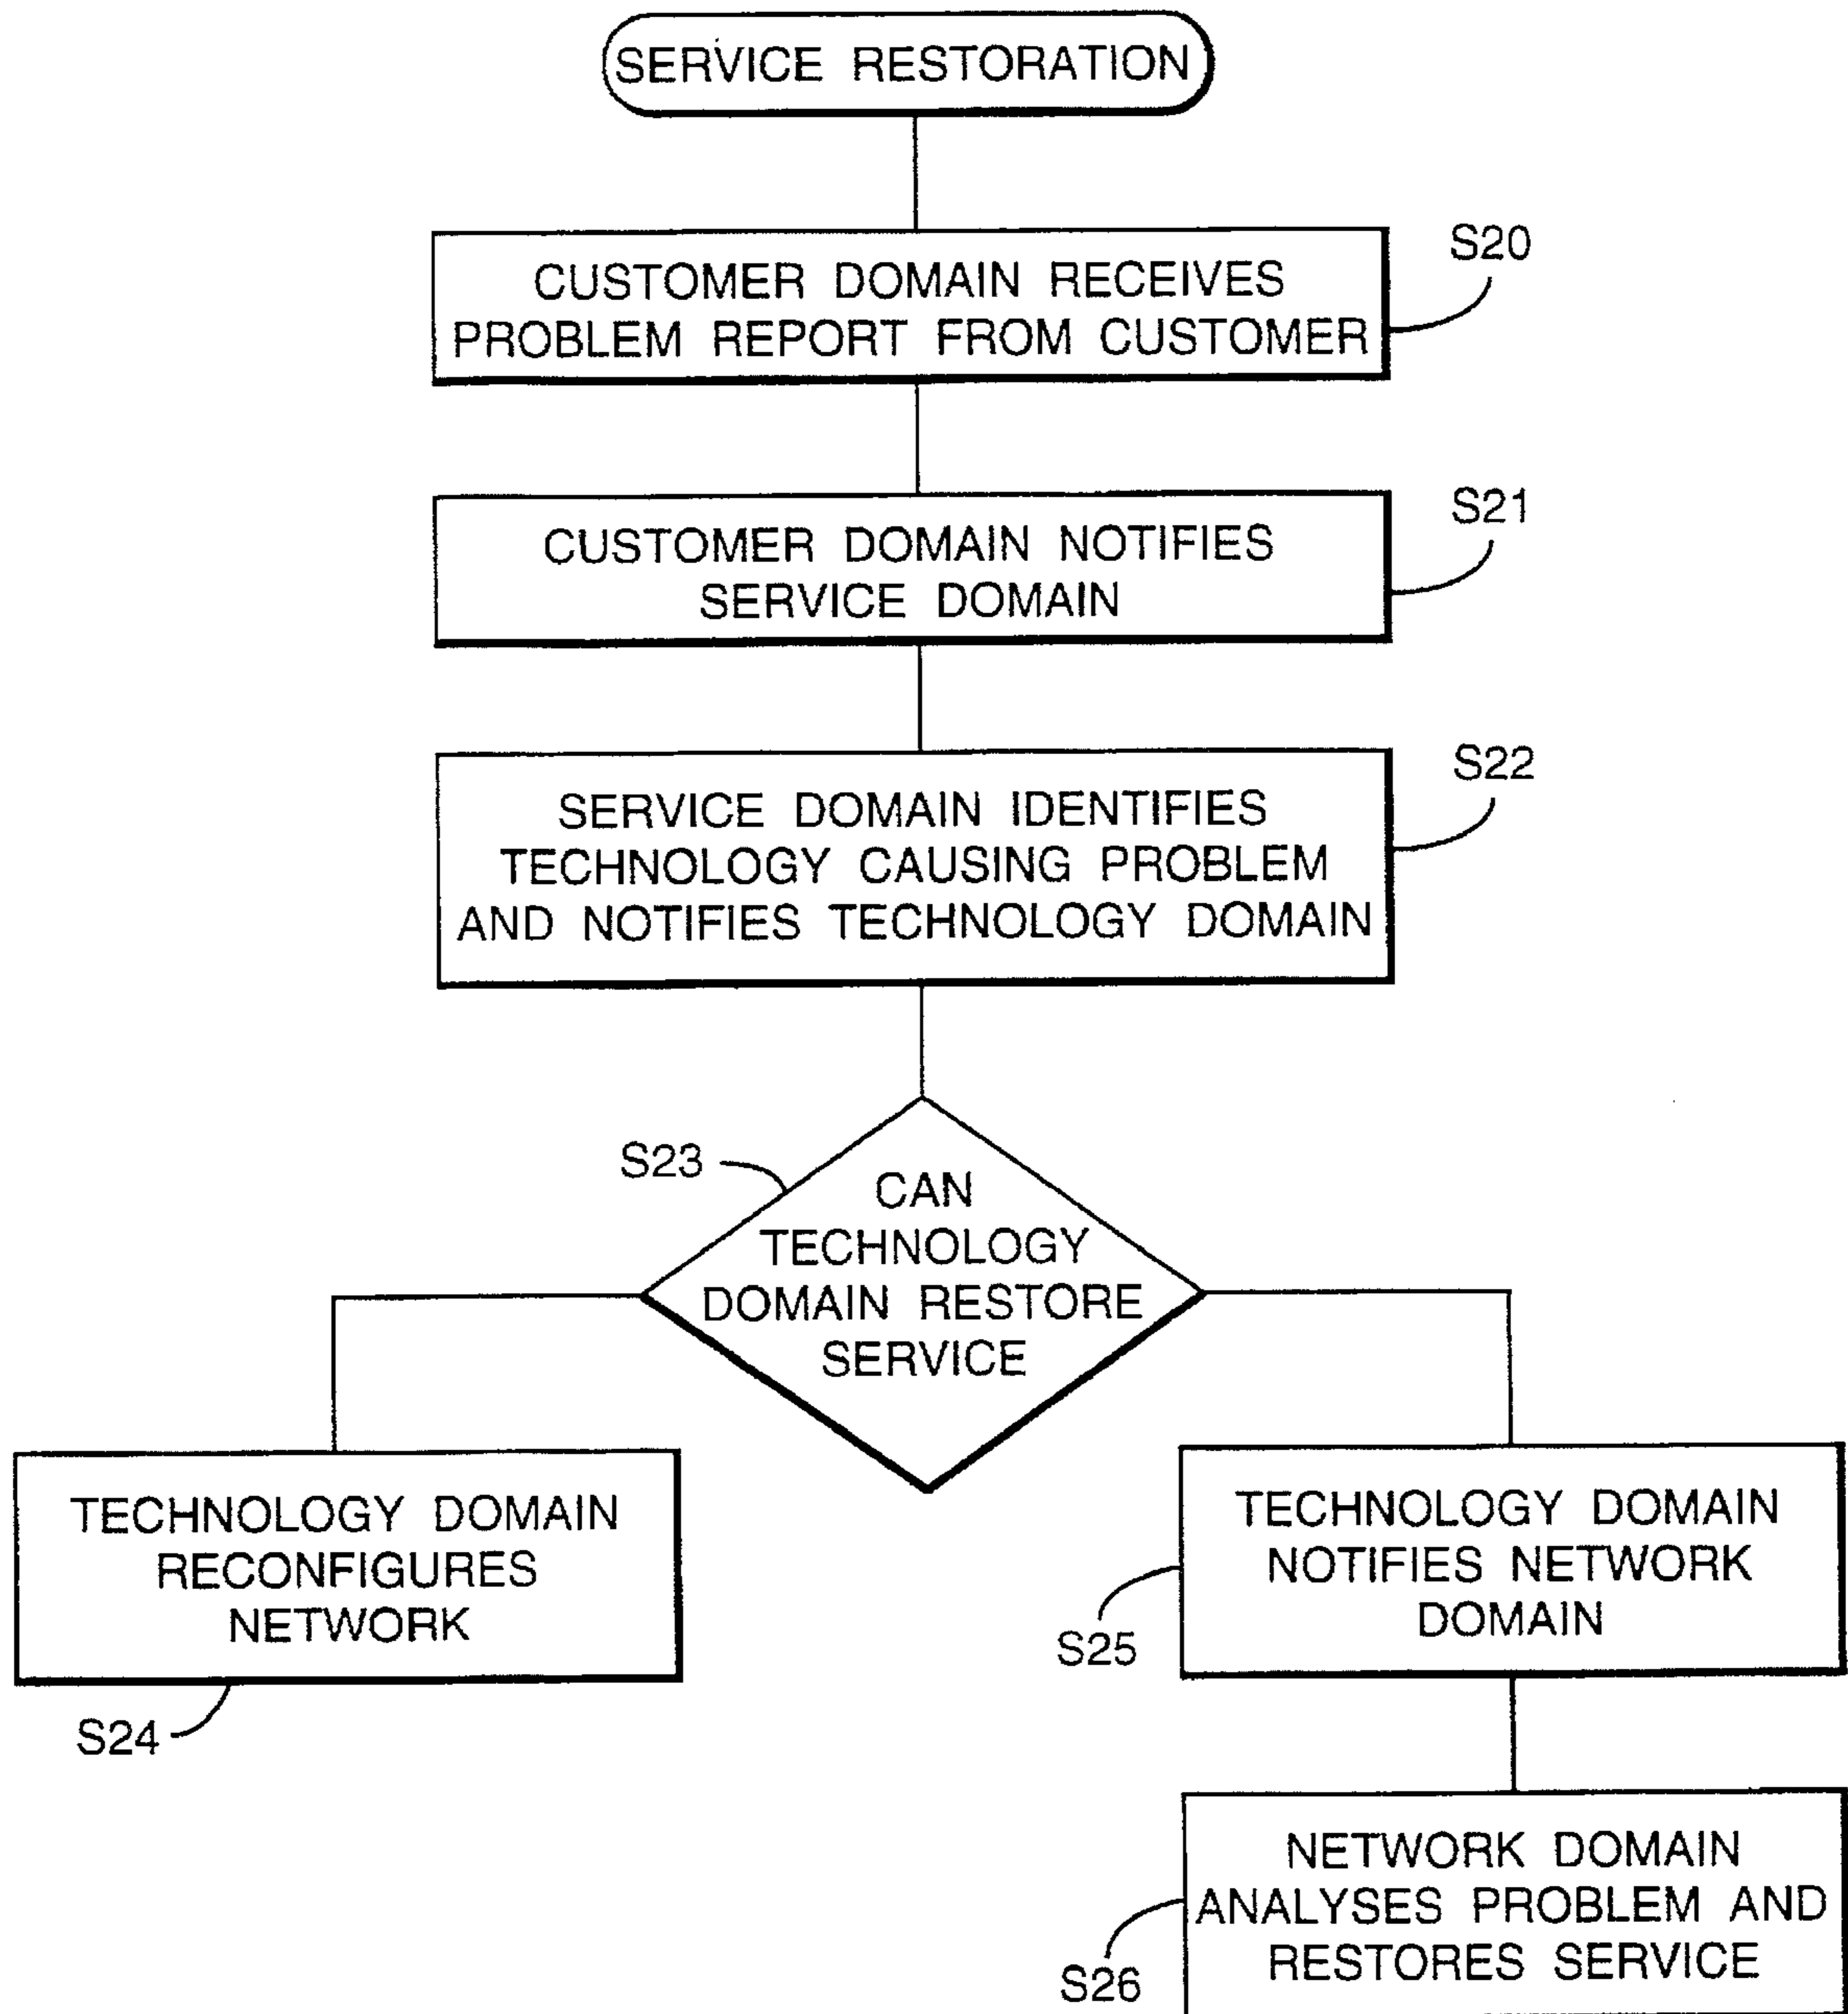 SERVICE RESTORATION
CUSTOMER DOMAIN RECEIVES
PROBLEM REPORT FROM CUSTOMER
S20
CUSTOMER DOMAIN NOTIFIES
SERVICE DOMAIN
S21
SERVICE DOMAIN IDENTIFIES
TECHNOLOGY CAUSING PROBLEM
AND NOTIFIES TECHNOLOGY DOMAIN
S22
S23
CAN
TECHNOLOGY
DOMAIN RESTORE
SERVICE
TECHNOLOGY DOMAIN
RECONFIGURES
NETWORK
S24
TECHNOLOGY DOMAIN
NOTIFIES NETWORK
DOMAIN
S25
NETWORK DOMAIN
ANALYSES PROBLEM AND
RESTORES SERVICE
S26